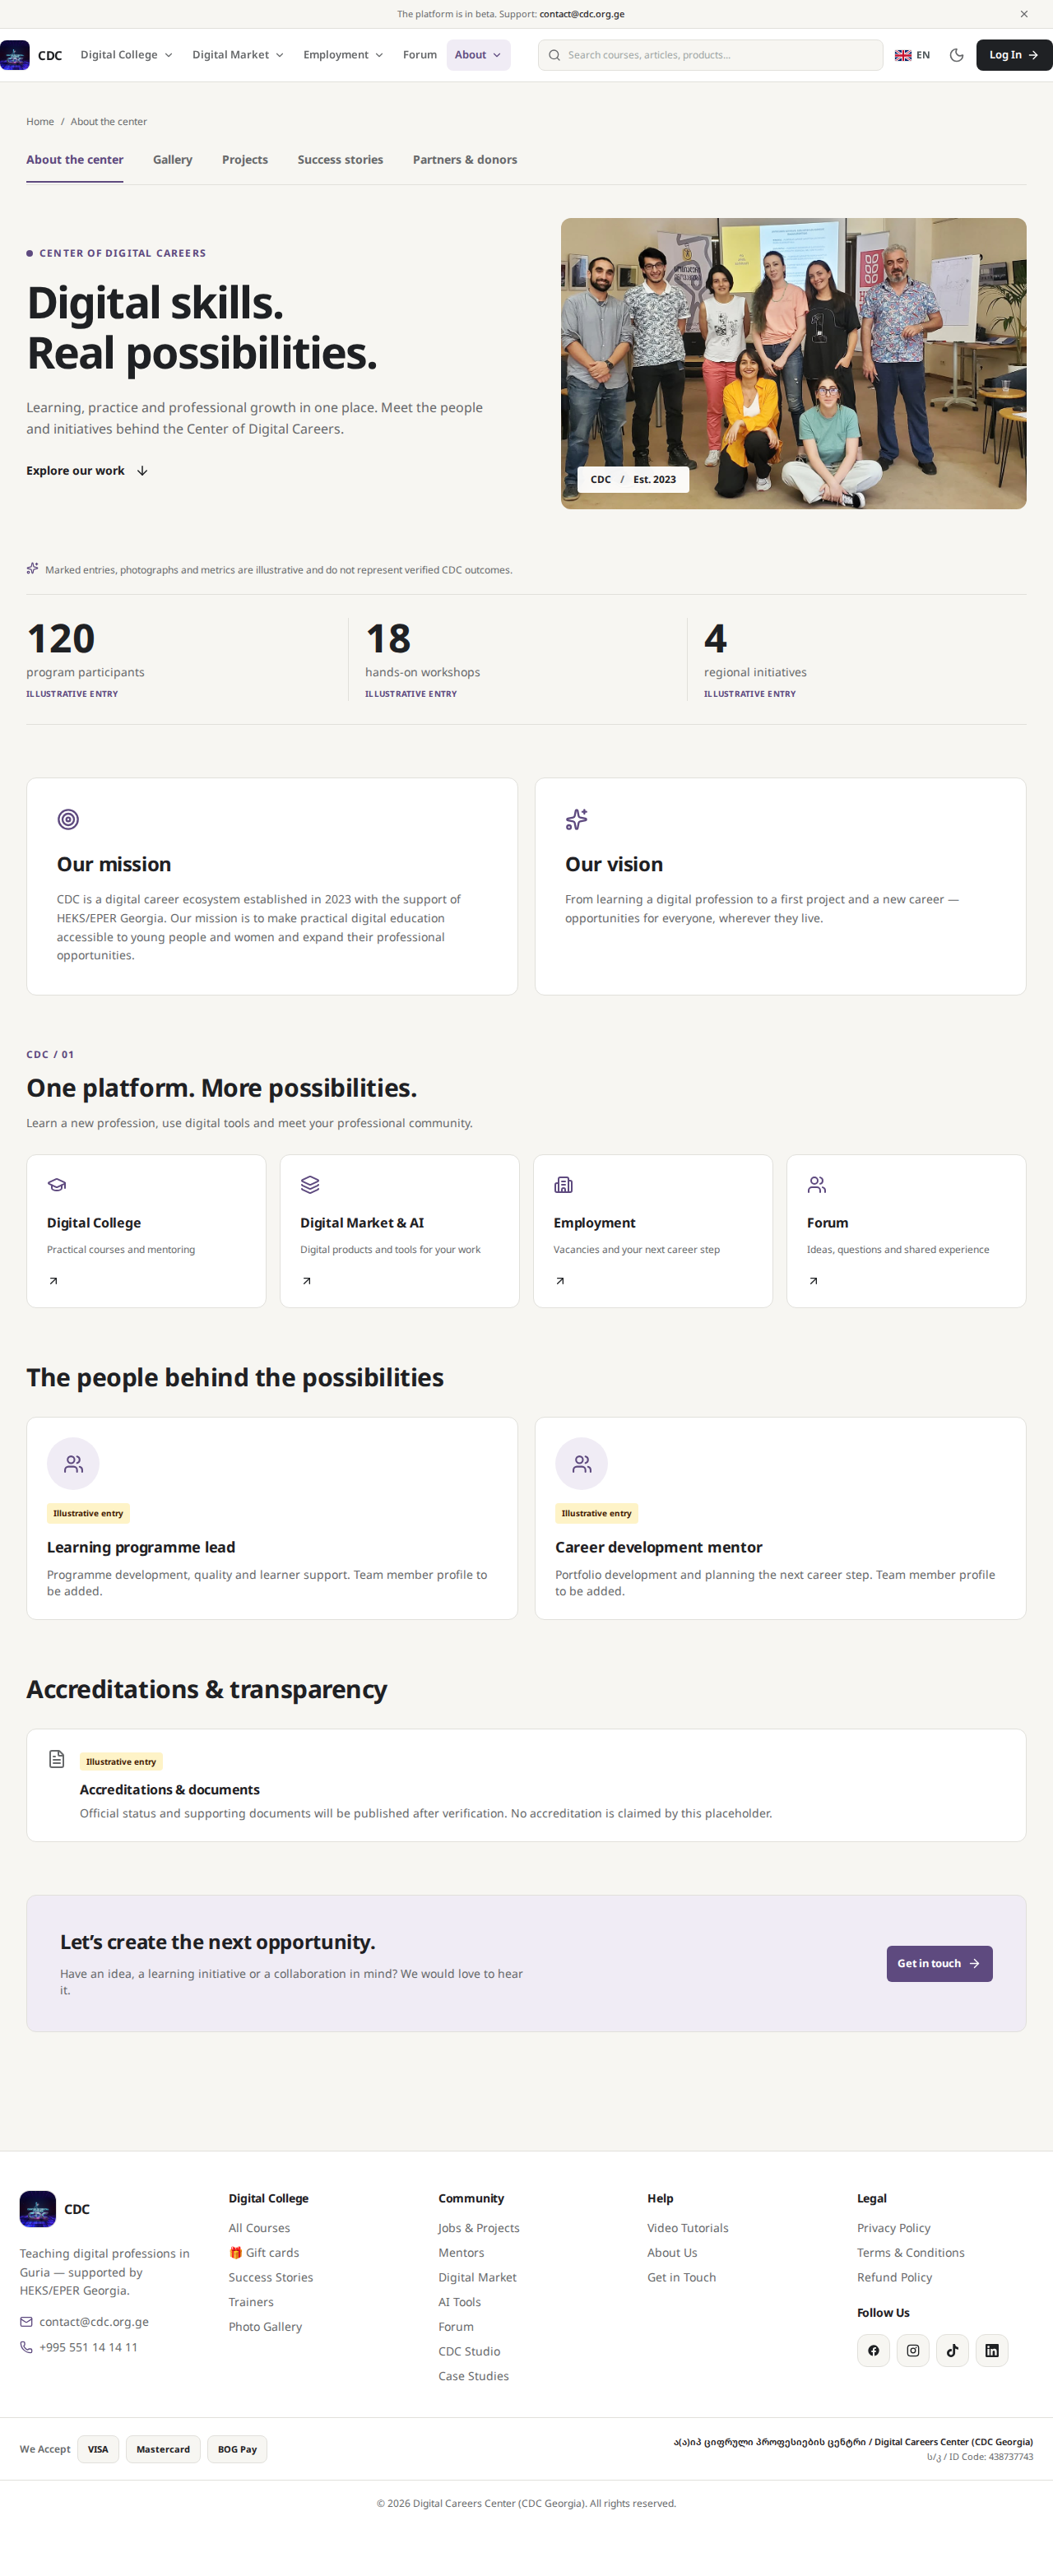 The platform is in beta. Support: contact@cdc.org.ge
CDC
Digital College
Digital Market
Employment
Forum
About
Search courses, articles, products...
EN
Log In
Home / About the center
About the center
Gallery
Projects
Success stories
Partners & donors
CENTER OF DIGITAL CAREERS
Digital skills.
Real possibilities.
Learning, practice and professional growth in one place. Meet the people
and initiatives behind the Center of Digital Careers.
Explore our work
CDC / Est. 2023
Marked entries, photographs and metrics are illustrative and do not represent verified CDC outcomes.
120
program participants
ILLUSTRATIVE ENTRY
18
hands-on workshops
ILLUSTRATIVE ENTRY
4
regional initiatives
ILLUSTRATIVE ENTRY
Our mission
CDC is a digital career ecosystem established in 2023 with the support of
HEKS/EPER Georgia. Our mission is to make practical digital education
accessible to young people and women and expand their professional
opportunities.
Our vision
From learning a digital profession to a first project and a new career —
opportunities for everyone, wherever they live.
CDC / 01
One platform. More possibilities.
Learn a new profession, use digital tools and meet your professional community.
Digital College
Practical courses and mentoring
Digital Market & AI
Digital products and tools for your work
Employment
Vacancies and your next career step
Forum
Ideas, questions and shared experience
The people behind the possibilities
Illustrative entry
Learning programme lead
Programme development, quality and learner support. Team member profile to
be added.
Illustrative entry
Career development mentor
Portfolio development and planning the next career step. Team member profile
to be added.
Accreditations & transparency
Illustrative entry
Accreditations & documents
Official status and supporting documents will be published after verification. No accreditation is claimed by this placeholder.
Let’s create the next opportunity.
Have an idea, a learning initiative or a collaboration in mind? We would love to hear
it.
Get in touch
CDC
Teaching digital professions in
Guria — supported by
HEKS/EPER Georgia.
contact@cdc.org.ge
+995 551 14 14 11
Digital College
All Courses
🎁 Gift cards
Success Stories
Trainers
Photo Gallery
Community
Jobs & Projects
Mentors
Digital Market
AI Tools
Forum
CDC Studio
Case Studies
Help
Video Tutorials
About Us
Get in Touch
Legal
Privacy Policy
Terms & Conditions
Refund Policy
Follow Us
We Accept
VISA
Mastercard
BOG Pay
ა(ა)იპ ციფრული პროფესიების ცენტრი / Digital Careers Center (CDC Georgia)
ს/კ / ID Code: 438737743
© 2026 Digital Careers Center (CDC Georgia). All rights reserved.